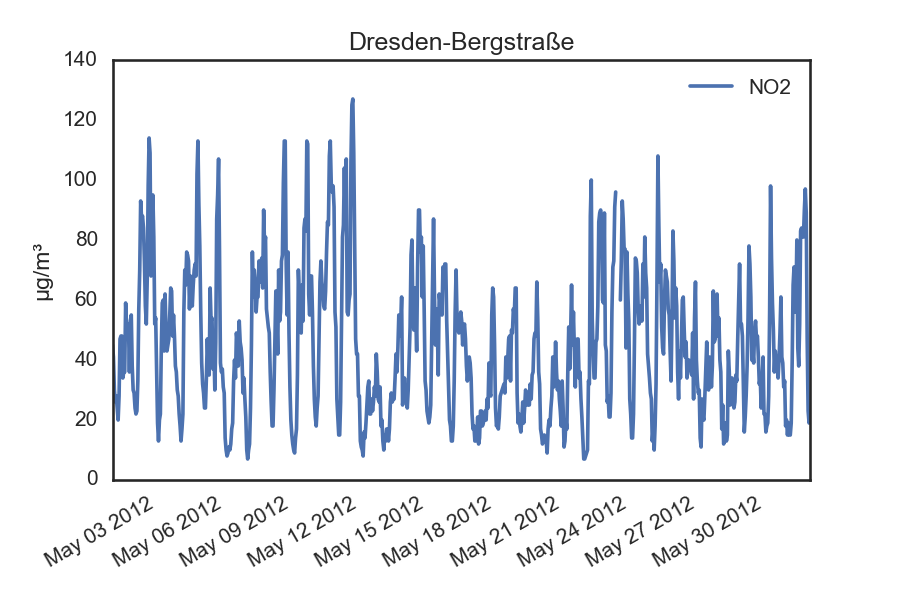 Dresden-Bergstraße
µg/m³
140
120
100
80
60
40
20
0
NO2
May 03 2012
May 06 2012
May 09 2012
May 12 2012
May 15 2012
May 18 2012
May 21 2012
May 24 2012
May 27 2012
May 30 2012